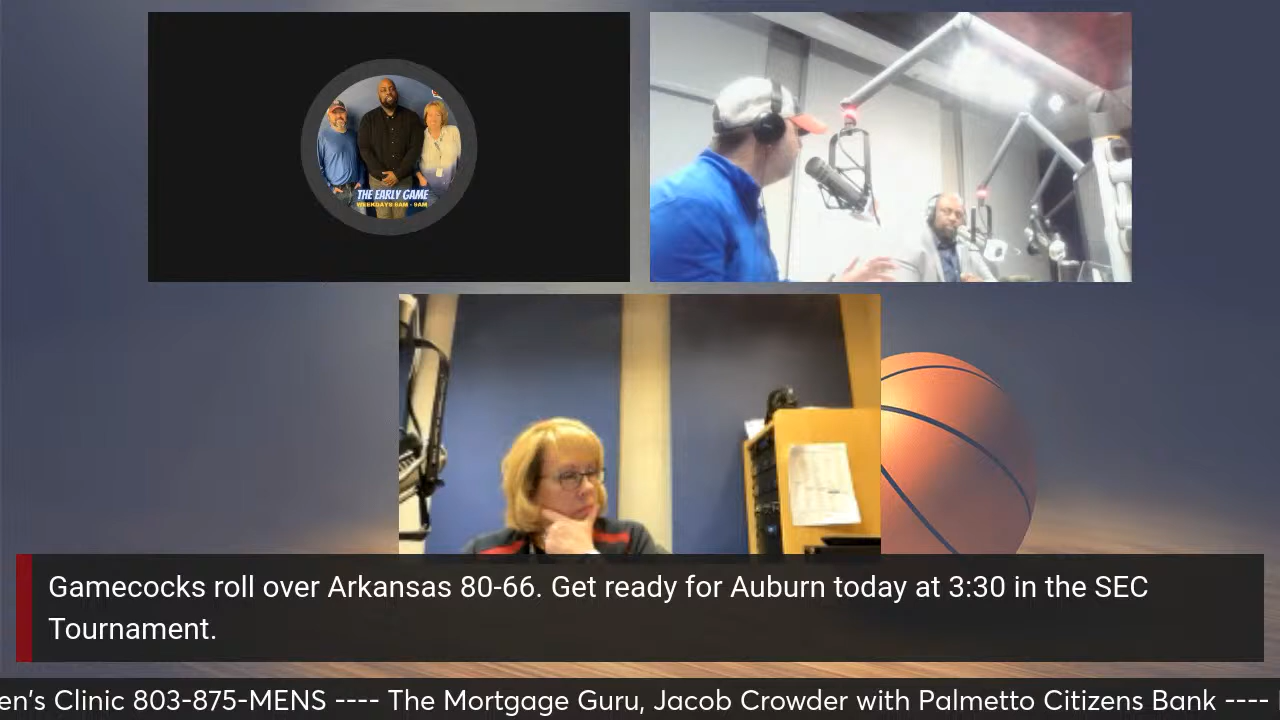 THE EARLY GAME
WEEKDAYS 6AM - 9AM
Gamecocks roll over Arkansas 80-66. Get ready for Auburn today at 3:30 in the SEC
Tournament.
en's Clinic 803-875-MENS ---- The Mortgage Guru, Jacob Crowder with Palmetto Citizens Bank ----